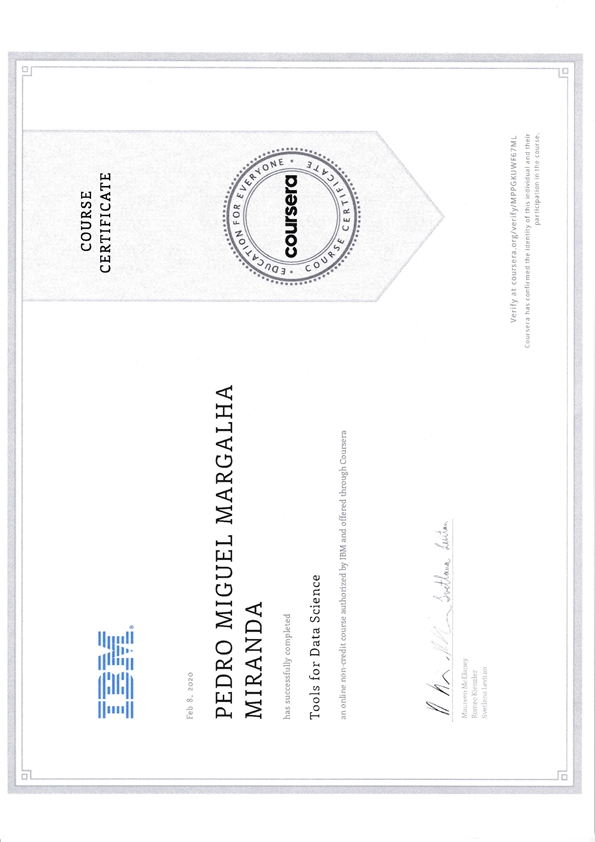 IBM®
Feb 8, 2020
PEDRO MIGUEL MARGALHA
MIRANDA
has successfully completed
Tools for Data Science
an online non-credit course authorized by IBM and offered through Coursera
Maureen McElaney
Romeo Kienzler
Svetlana Levitan
COURSE
CERTIFICATE
EDUCATION FOR EVERYONE
coursera
COURSE CERTIFICATE
Verify at coursera.org/verify/MPPGKUWF67ML
Coursera has confirmed the identity of this individual and their
participation in the course.